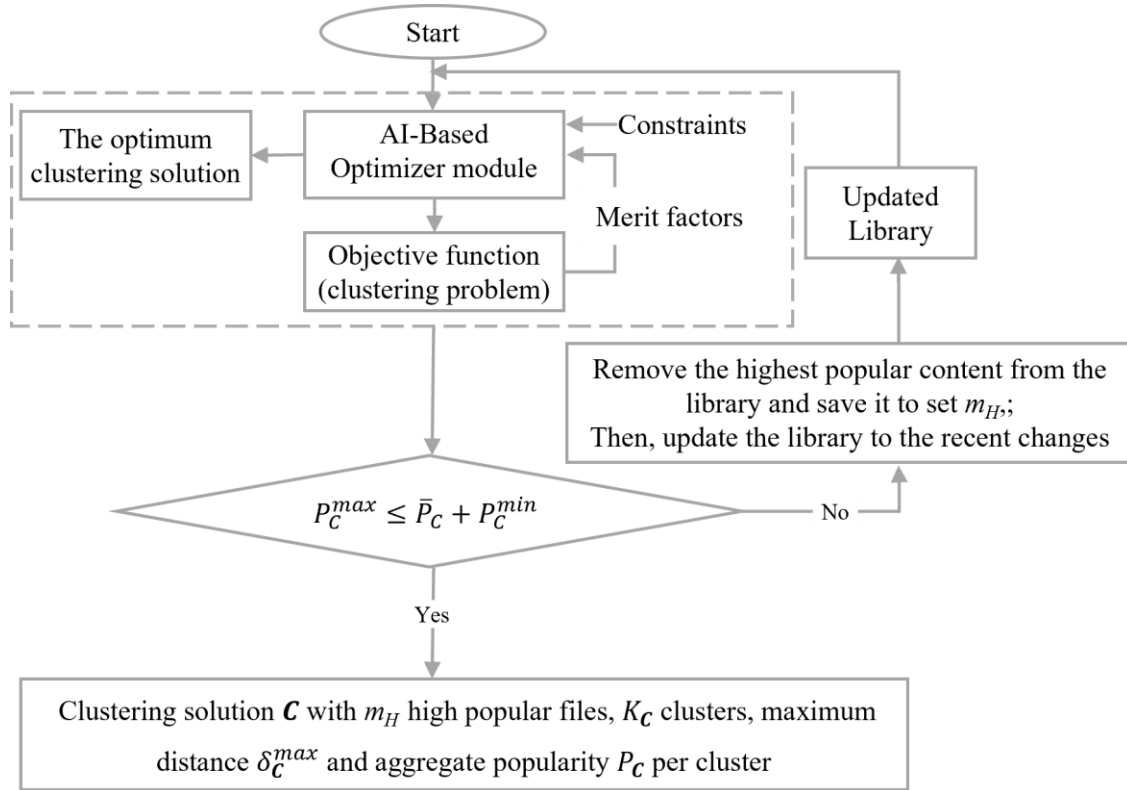 Start
The optimum
clustering solution
AI-Based
Optimizer module
Constraints
Merit factors
Objective function
(clustering problem)
Updated
Library
Remove the highest popular content from the
library and save it to set m_H,;
Then, update the library to the recent changes
P_C^{max} ≤ P̄_C + P_C^{min}
No
Yes
Clustering solution C with m_H high popular files, K_C clusters, maximum
distance δ_C^{max} and aggregate popularity P_C per cluster